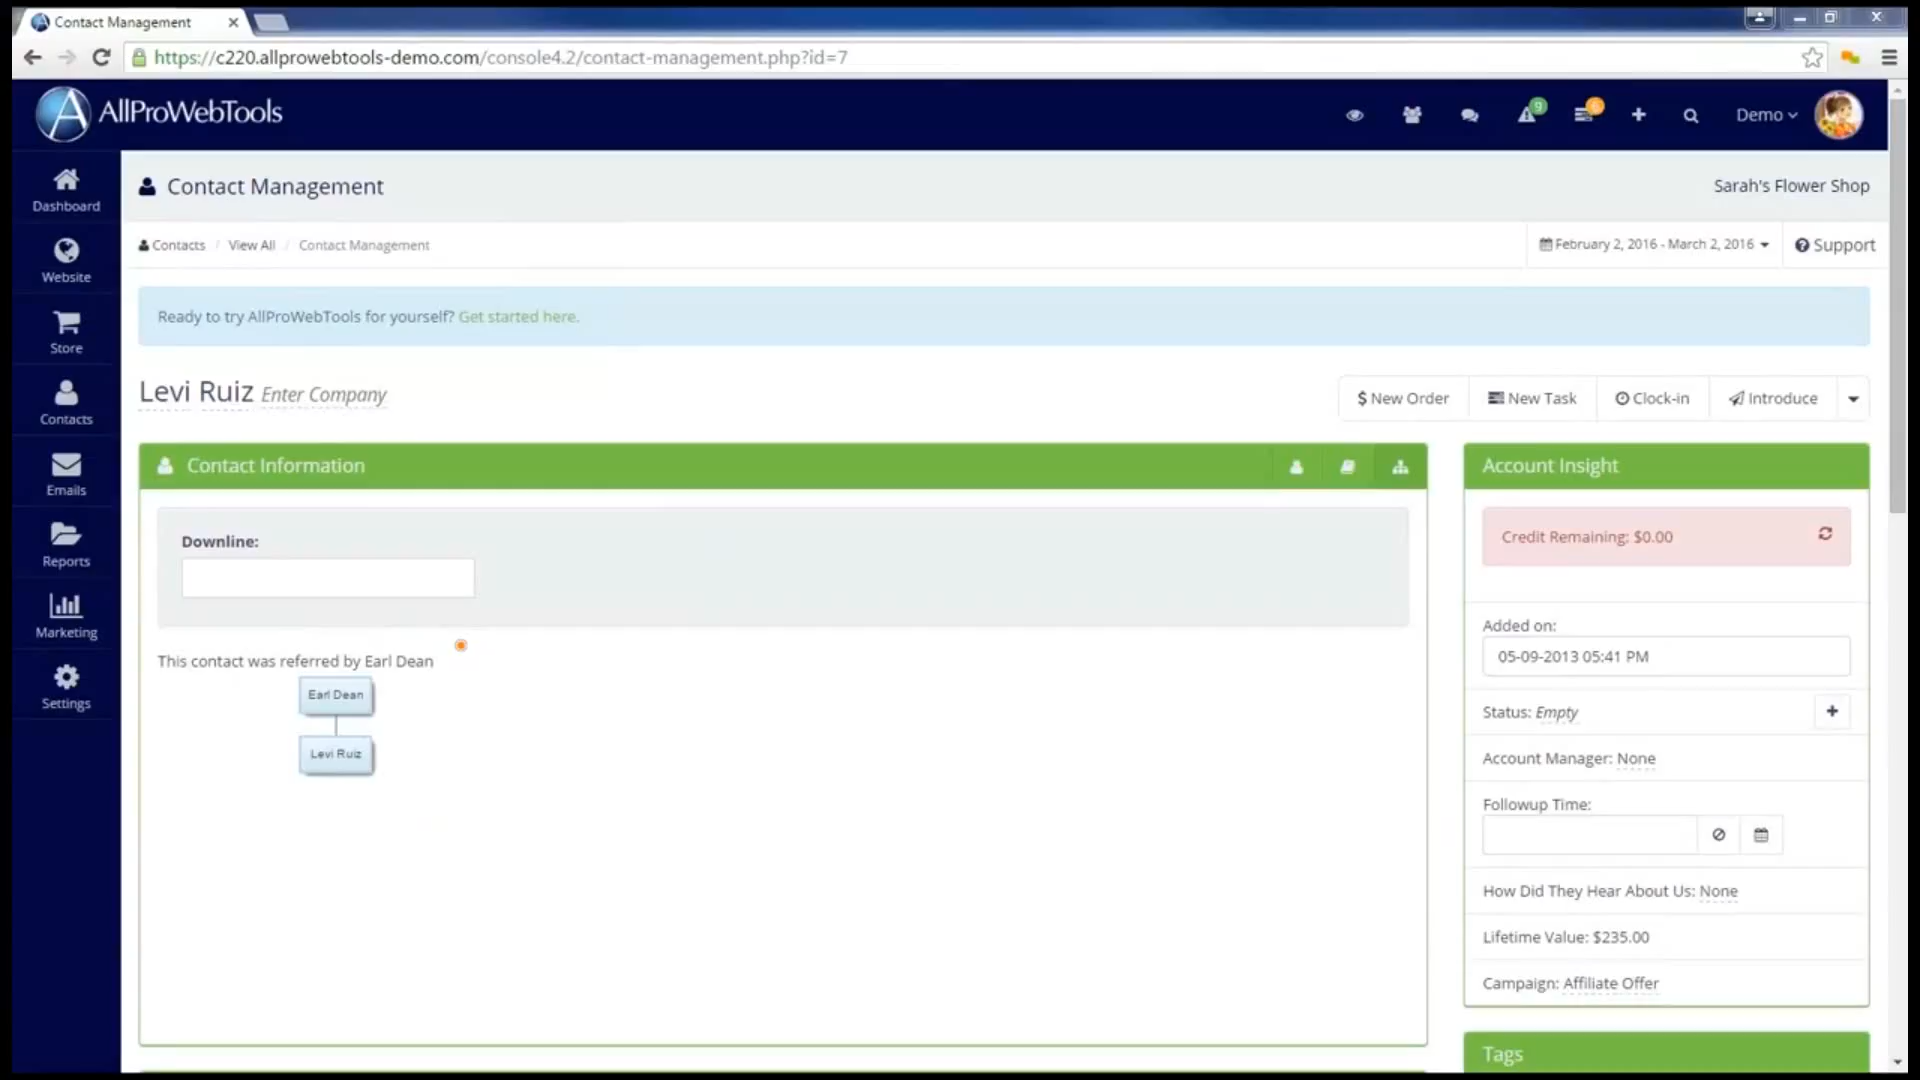 Contact Management
https://c220.allprowebtools-demo.com/console4.2/contact-management.php?id=7
AllProWebTools
9
Demo
Dashboard
Website
Store
Contacts
Emails
Reports
Marketing
Settings
Contact Management
Sarah's Flower Shop
Contacts / View All / Contact Management
February 2, 2016 - March 2, 2016
Support
Ready to try AllProWebTools for yourself? Get started here.
Levi Ruiz Enter Company
$ New Order
New Task
Clock-in
Introduce
Contact Information
Downline:
This contact was referred by Earl Dean
Earl Dean
Levi Ruiz
Account Insight
Credit Remaining: $0.00
Added on:
05-09-2013 05:41 PM
Status: Empty
Account Manager: None
Followup Time:
How Did They Hear About Us: None
Lifetime Value: $235.00
Campaign: Affiliate Offer
Tags